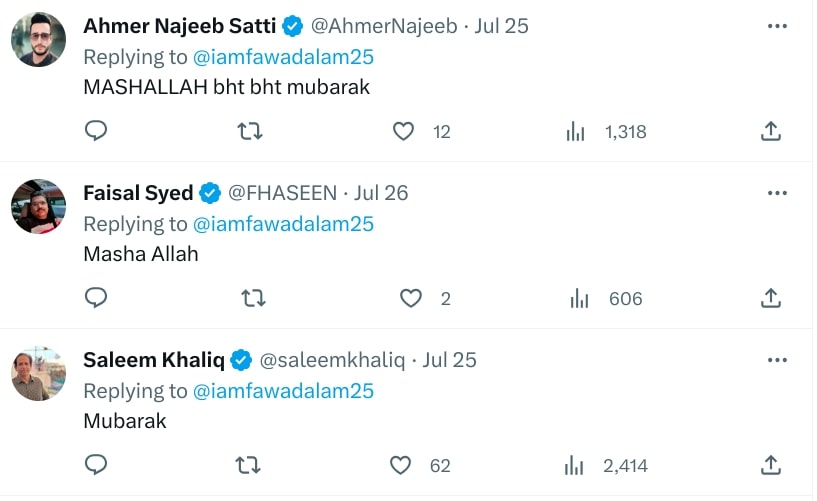 Ahmer Najeeb Satti @AhmerNajeeb · Jul 25
Replying to @iamfawadalam25
MASHALLAH bht bht mubarak
12 1,318
Faisal Syed @FHASEEN · Jul 26
Replying to @iamfawadalam25
Masha Allah
2 606
Saleem Khaliq @saleemkhaliq · Jul 25
Replying to @iamfawadalam25
Mubarak
62 2,414